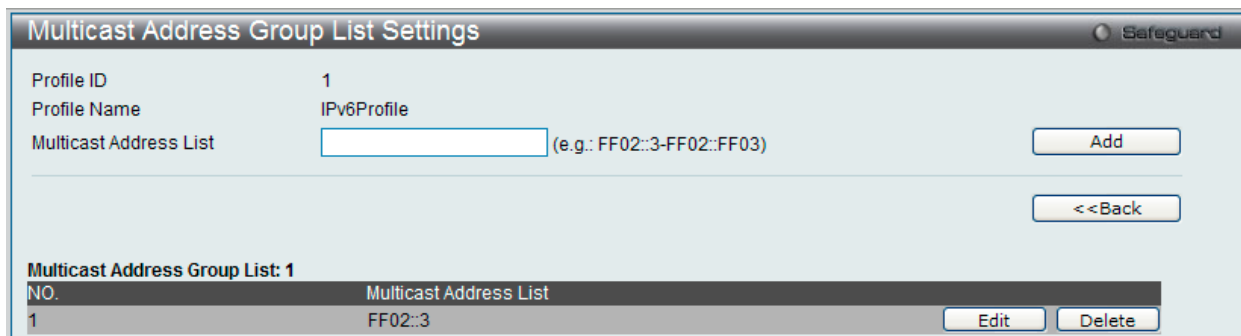 Multicast Address Group List Settings Safeguard
Profile ID 1
Profile Name IPv6Profile
Multicast Address List (e.g.: FF02::3-FF02::FF03) Add
<<Back
Multicast Address Group List: 1
NO. Multicast Address List
1 FF02::3 Edit Delete